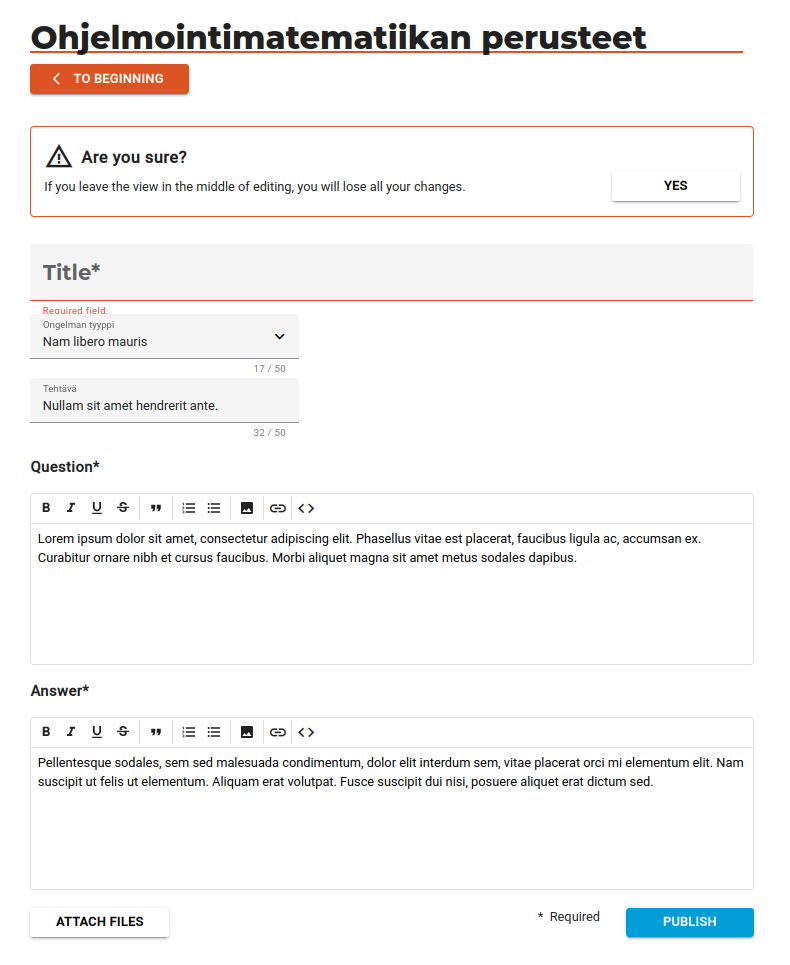 Ohjelmointimatematiikan perusteet
TO BEGINNING
Are you sure?
If you leave the view in the middle of editing, you will lose all your changes.
YES
Title*
Required field.
Ongelman tyyppi
Nam libero mauris
17 / 50
Tehtävä
Nullam sit amet hendrerit ante.
32 / 50
Question*
B I U S
Lorem ipsum dolor sit amet, consectetur adipiscing elit. Phasellus vitae est placerat, faucibus ligula ac, accumsan ex.
Curabitur ornare nibh et cursus faucibus. Morbi aliquet magna sit amet metus sodales dapibus.
Answer*
B I U S
Pellentesque sodales, sem sed malesuada condimentum, dolor elit interdum sem, vitae placerat orci mi elementum elit. Nam
suscipit ut felis ut elementum. Aliquam erat volutpat. Fusce suscipit dui nisi, posuere aliquet erat dictum sed.
ATTACH FILES
* Required
PUBLISH